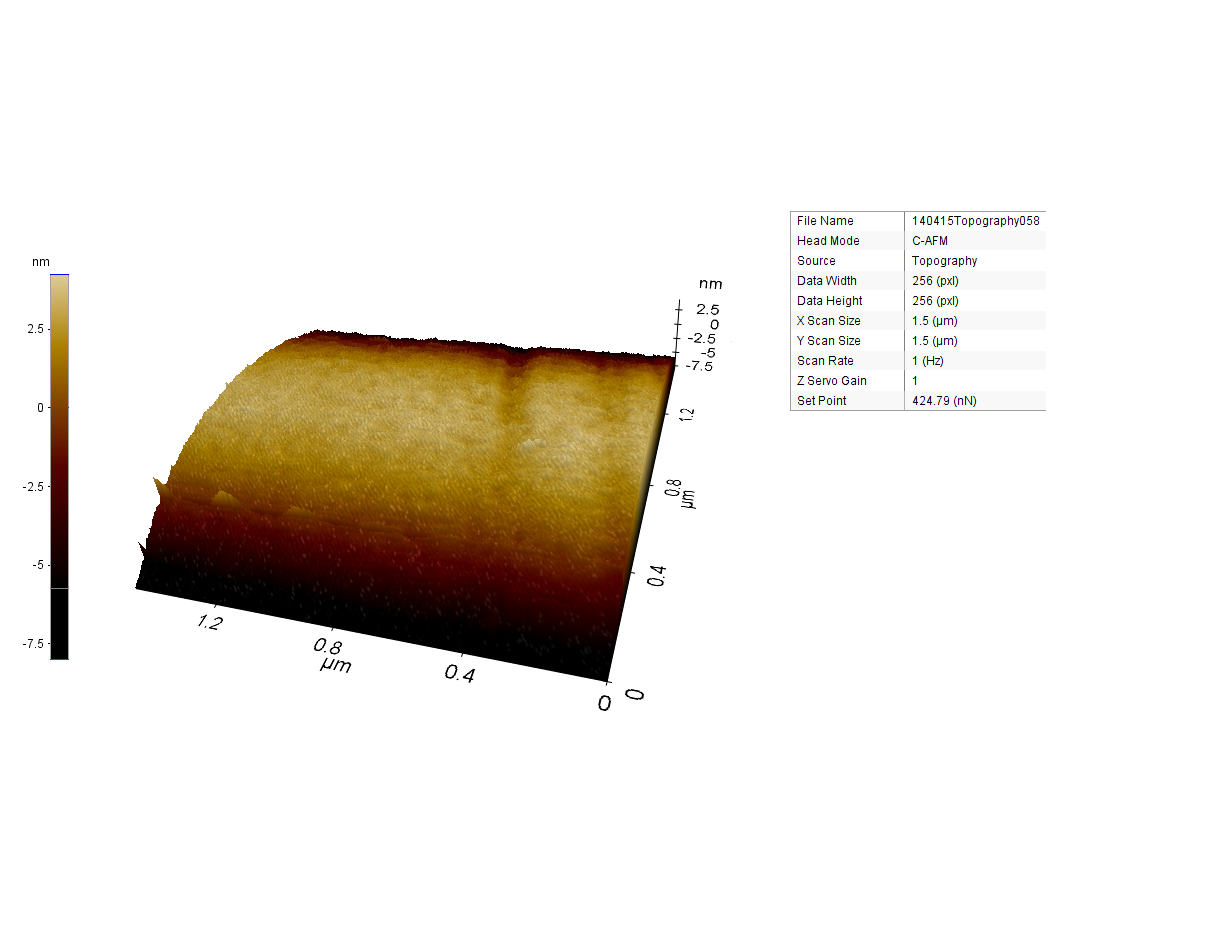 nm
2.5
0
-2.5
-5
-7.5
nm
2.5
0
-2.5
-5
-7.5
1.2
0.8
µm
0.4
0
1.2
0.8
µm
0.4
0
File Name 140415Topography058
Head Mode C-AFM
Source Topography
Data Width 256 (pxl)
Data Height 256 (pxl)
X Scan Size 1.5 (µm)
Y Scan Size 1.5 (µm)
Scan Rate 1 (Hz)
Z Servo Gain 1
Set Point 424.79 (nN)